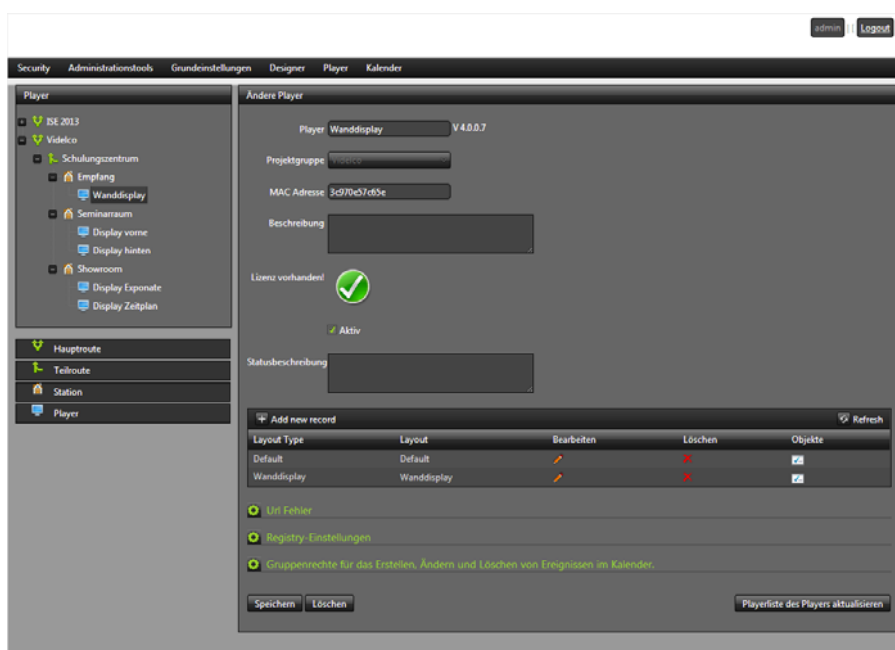 admin || Logout
Security Administrationstools Grundeinstellungen Designer Player Kalender
Player
ISE 2013
Videlco
Schulungszentrum
Empfang
Wanddisplay
Seminarraum
Display vorne
Display hinten
Showroom
Display Exponate
Display Zeitplan
Hauptroute
Teilroute
Station
Player
Ändere Player
Player Wanddisplay V 4.0.0.7
Projektgruppe Videlco
MAC Adresse 3c970e57c65e
Beschreibung
Lizenz vorhanden!
Aktiv
Statusbeschreibung
Add new record Refresh
Layout Type Layout Bearbeiten Löschen Objekte
Default Default
Wanddisplay Wanddisplay
Url Fehler
Registry-Einstellungen
Gruppenrechte für das Erstellen, Ändern und Löschen von Ereignissen im Kalender.
Speichern Löschen Playerliste des Players aktualisieren